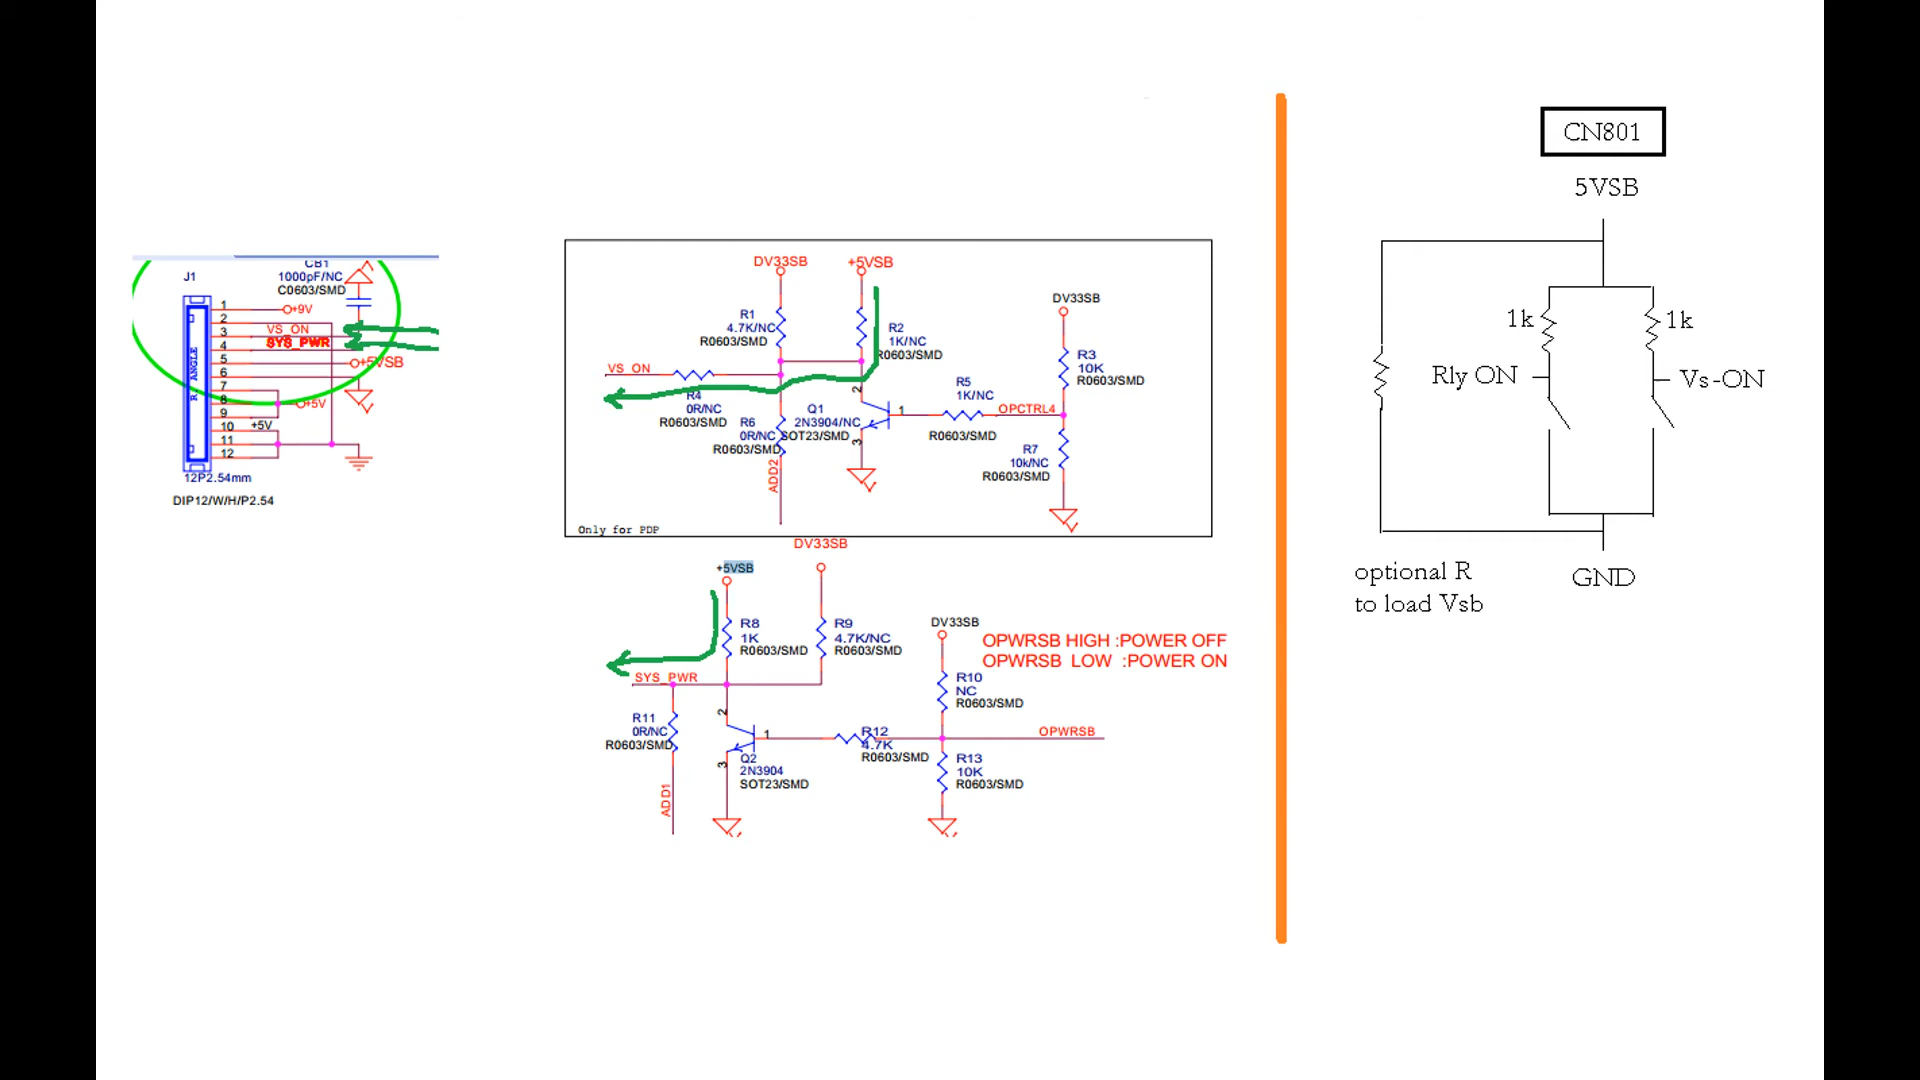 CB1
1000pF/NC
C0603/SMD
J1
1
2
3
4
5
6
7
8
9
10
11
12
+9V
VS_ON
SYS_PWR
+5VSB
+5V
+5V
R ANGLE
12P2.54mm
DIP12/W/H/P2.54
DV33SB
+5VSB
R1
4.7K/NC
R0603/SMD
R2
1K/NC
R0603/SMD
DV33SB
R3
10K
R0603/SMD
VS_ON
R4
0R/NC
R0603/SMD
R6
0R/NC
R0603/SMD
ADD2
2
1
3
Q1
2N3904/NC
SOT23/SMD
R5
1K/NC
R0603/SMD
OPCTRL4
R7
10k/NC
R0603/SMD
Only for PDP
DV33SB
+5VSB
R8
1K
R0603/SMD
R9
4.7K/NC
R0603/SMD
SYS_PWR
R11
0R/NC
R0603/SMD
ADD1
2
1
3
Q2
2N3904
SOT23/SMD
R12
4.7K
R0603/SMD
DV33SB
OPWRSB HIGH :POWER OFF
OPWRSB LOW :POWER ON
R10
NC
R0603/SMD
OPWRSB
R13
10K
R0603/SMD
CN801
5VSB
1k
1k
Rly ON
Vs-ON
optional R
to load Vsb
GND